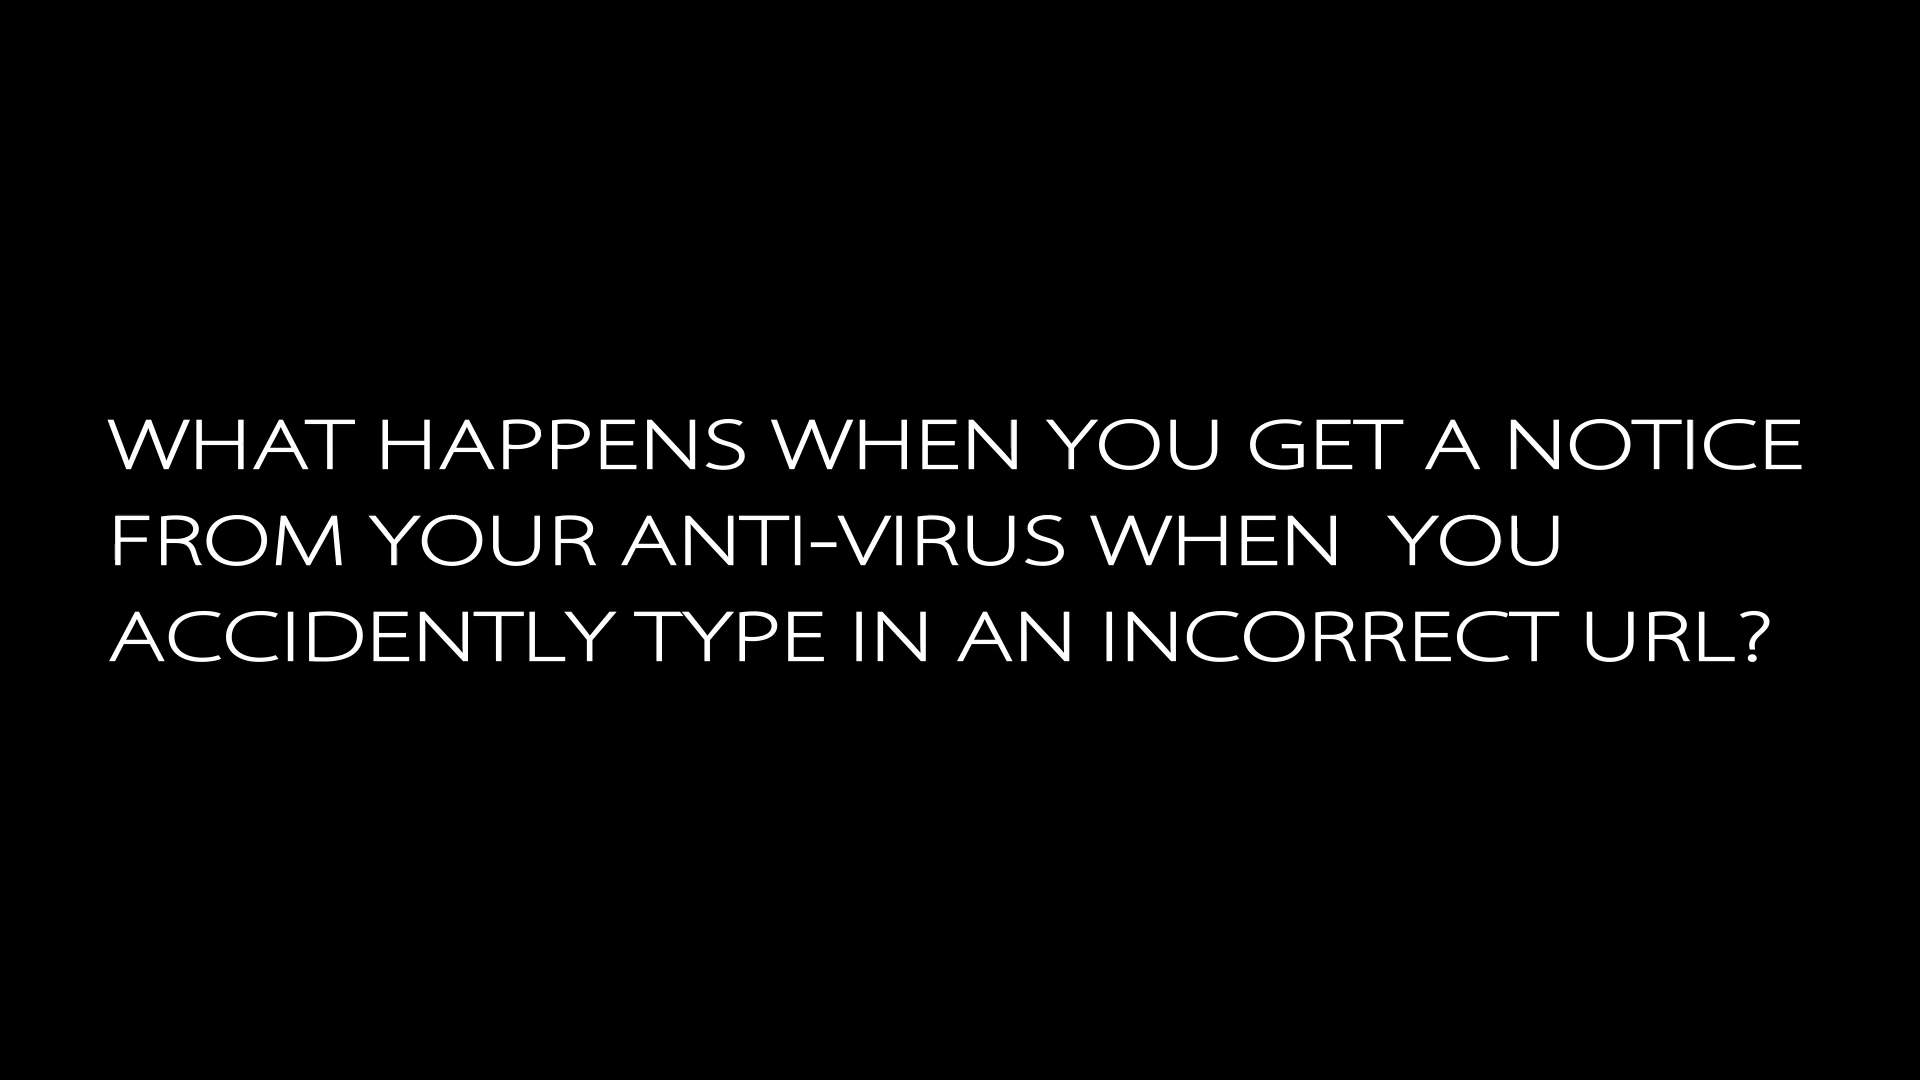 WHAT HAPPENS WHEN YOU GET A NOTICE
FROM YOUR ANTI-VIRUS WHEN  YOU
ACCIDENTLY TYPE IN AN INCORRECT URL?